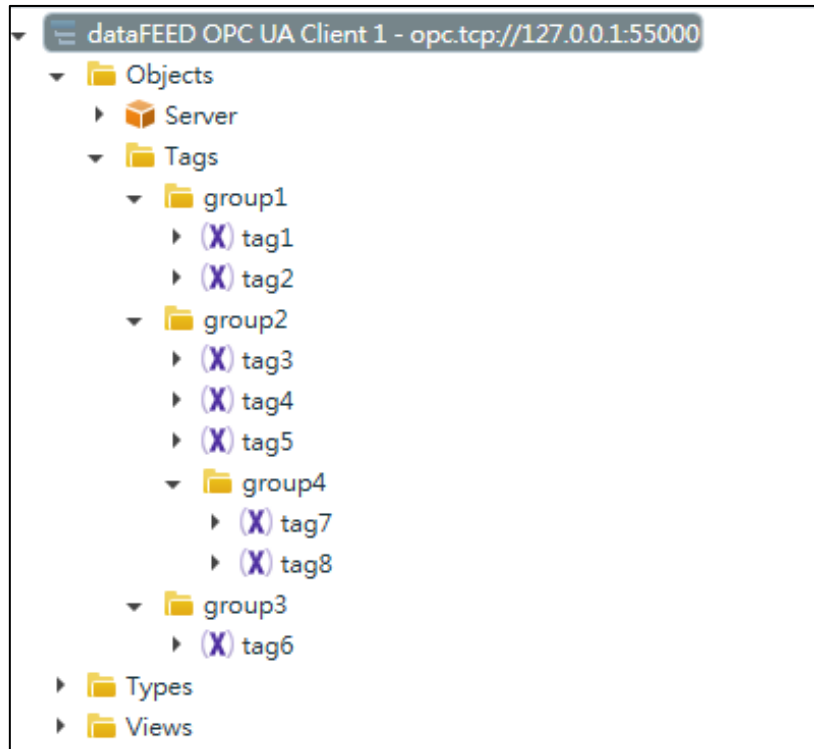 dataFEED OPC UA Client 1 - opc.tcp://127.0.0.1:55000
Objects
Server
Tags
group1
(X) tag1
(X) tag2
group2
(X) tag3
(X) tag4
(X) tag5
group4
(X) tag7
(X) tag8
group3
(X) tag6
Types
Views